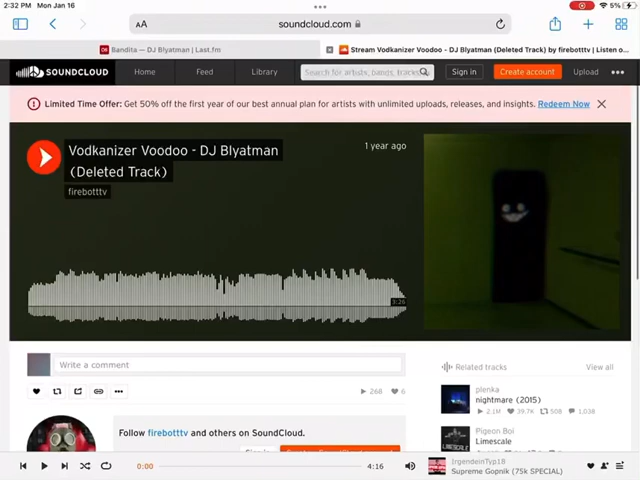 2:32 PM Mon Jan 16
5%
AA
soundcloud.com
Bandita — DJ Blyatman | Last.fm
Stream Vodkanizer Voodoo - DJ Blyatman (Deleted Track) by firebotttv | Listen o...
SOUNDCLOUD
Home
Feed
Library
Search for artists, bands, tracks,
Sign in
Create account
Upload
Limited Time Offer: Get 50% off the first year of our best annual plan for artists with unlimited uploads, releases, and insights. Redeem Now
Vodkanizer Voodoo - DJ Blyatman
(Deleted Track)
firebotttv
1 year ago
3:26
Write a comment
268
6
Related tracks
View all
plenka
nightmare (2015)
2.1M
39.7K
508
1,038
Pigeon Boi
Limescale
Follow firebotttv and others on SoundCloud.
0:00
4:16
IrgendeinTyp18
Supreme Gopnik (75k SPECIAL)